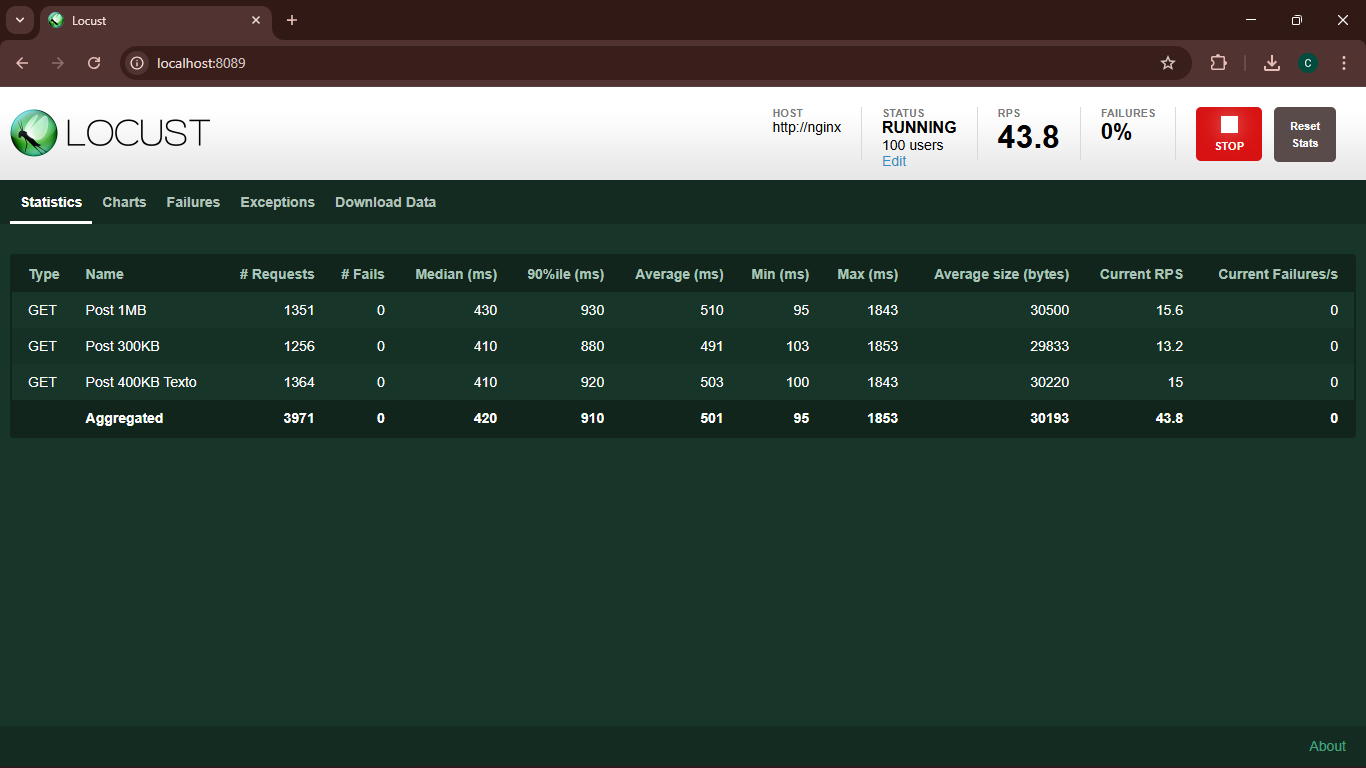 Locust
localhost:8089
C
LOCUST
HOST
http://nginx
STATUS
RUNNING
100 users
Edit
RPS
43.8
FAILURES
0%
STOP
Reset
Stats
Statistics Charts Failures Exceptions Download Data
Type Name # Requests # Fails Median (ms) 90%ile (ms) Average (ms) Min (ms) Max (ms) Average size (bytes) Current RPS Current Failures/s
GET Post 1MB 1351 0 430 930 510 95 1843 30500 15.6 0
GET Post 300KB 1256 0 410 880 491 103 1853 29833 13.2 0
GET Post 400KB Texto 1364 0 410 920 503 100 1843 30220 15 0
Aggregated 3971 0 420 910 501 95 1853 30193 43.8 0
About